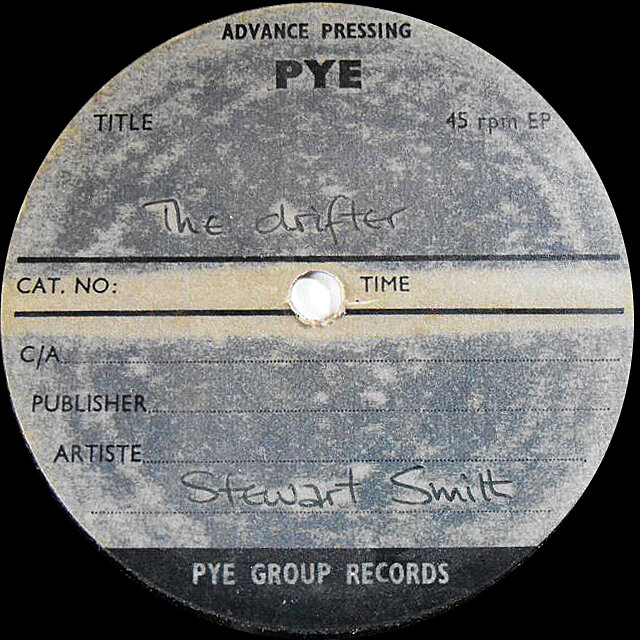 ADVANCE PRESSING
PYE
TITLE 45 rpm EP
The drifter
CAT. NO: TIME
C/A
PUBLISHER
ARTISTE
Stewart Smith
PYE GROUP RECORDS